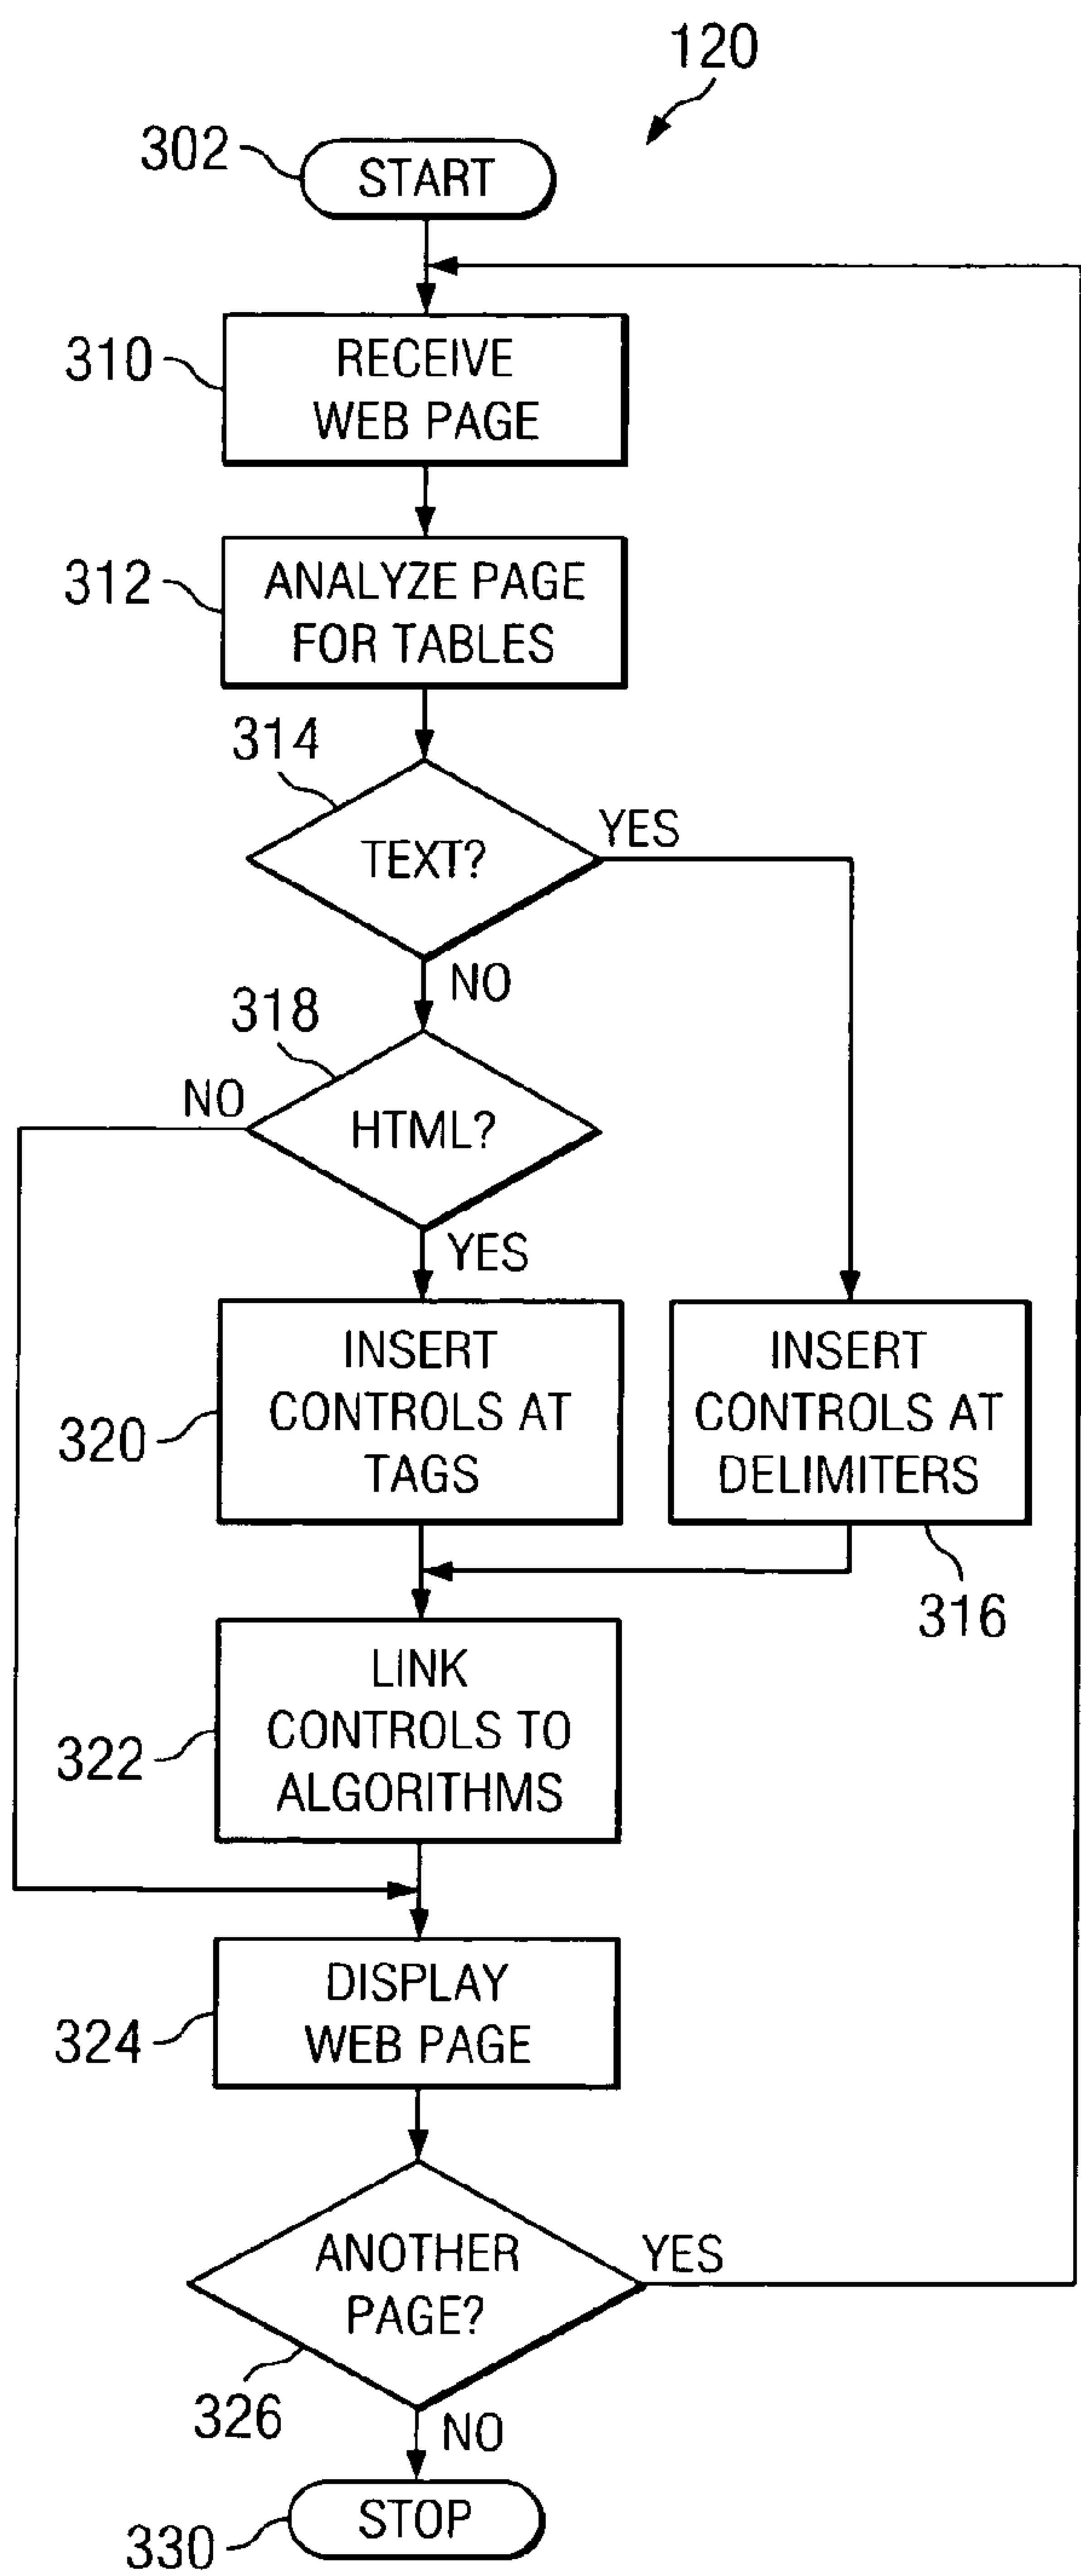 120
302
START
310
RECEIVE
WEB PAGE
312
ANALYZE PAGE
FOR TABLES
314
TEXT?
YES
NO
318
NO
HTML?
YES
320
INSERT
CONTROLS AT
TAGS
INSERT
CONTROLS AT
DELIMITERS
316
322
LINK
CONTROLS TO
ALGORITHMS
324
DISPLAY
WEB PAGE
ANOTHER
PAGE?
YES
326
NO
330
STOP